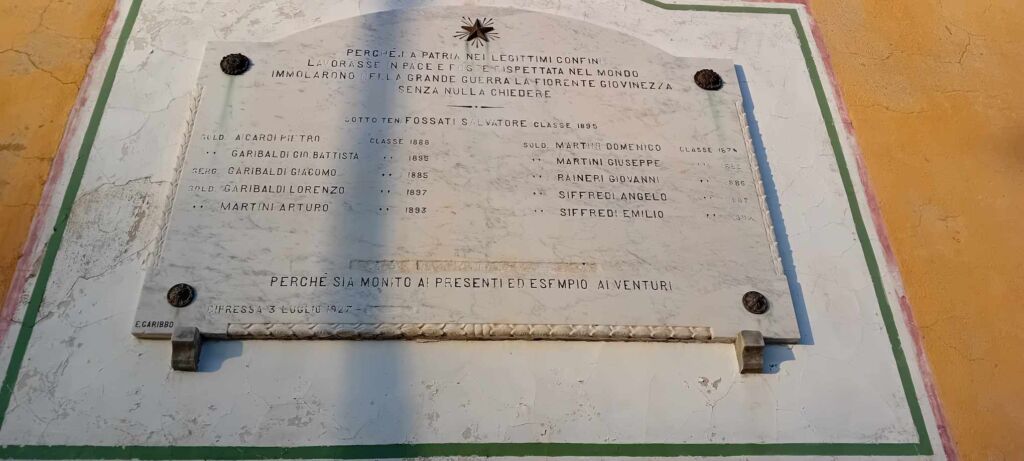 PERCHÉ LA PATRIA NEI LEGITTIMI CONFINI
LAVORASSE IN PACE E FOSSE RISPETTATA NEL MONDO
IMMOLARONO NELLA GRANDE GUERRA LA FIORENTE GIOVINEZZA
SENZA NULLA CHIEDERE
SOTTO TEN. FOSSATI SALVATORE CLASSE 1895
SOLD. AICARDI PIETRO CLASSE 1888
" GARIBALDI GIO. BATTISTA " 1896
SERG. GARIBALDI GIACOMO " 1885
SOLD. GARIBALDI LORENZO " 1897
" MARTINI ARTURO " 1893
SOLD. MARTINI DOMENICO CLASSE 1874
" MARTINI GIUSEPPE "
" RAINERI GIOVANNI "
" SIFFREDI ANGELO "
" SIFFREDI EMILIO "
PERCHÉ SIA MONITO AI PRESENTI ED ESEMPIO AI VENTURI
CIPRESSA 3 LUGLIO 1927 -
E. GARIBBO